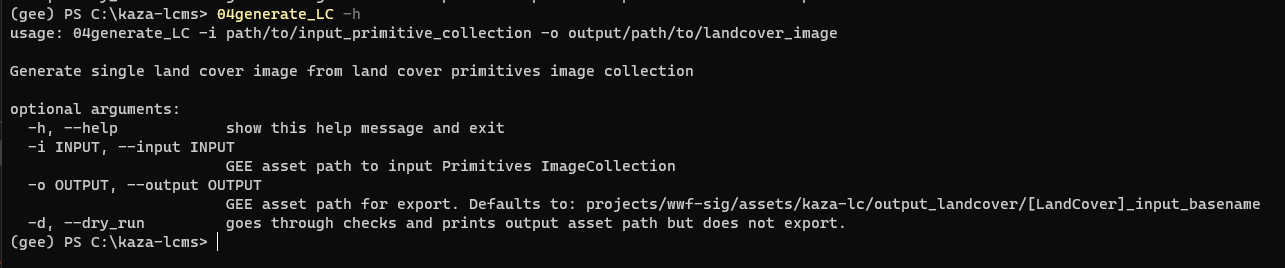 (gee) PS C:\kaza-lcms> 04generate_LC -h
usage: 04generate_LC -i path/to/input_primitive_collection -o output/path/to/landcover_image
Generate single land cover image from land cover primitives image collection
optional arguments:
-h, --help show this help message and exit
-i INPUT, --input INPUT
GEE asset path to input Primitives ImageCollection
-o OUTPUT, --output OUTPUT
GEE asset path for export. Defaults to: projects/wwf-sig/assets/kaza-lc/output_landcover/[LandCover]_input_basename
-d, --dry_run goes through checks and prints output asset path but does not export.
(gee) PS C:\kaza-lcms>